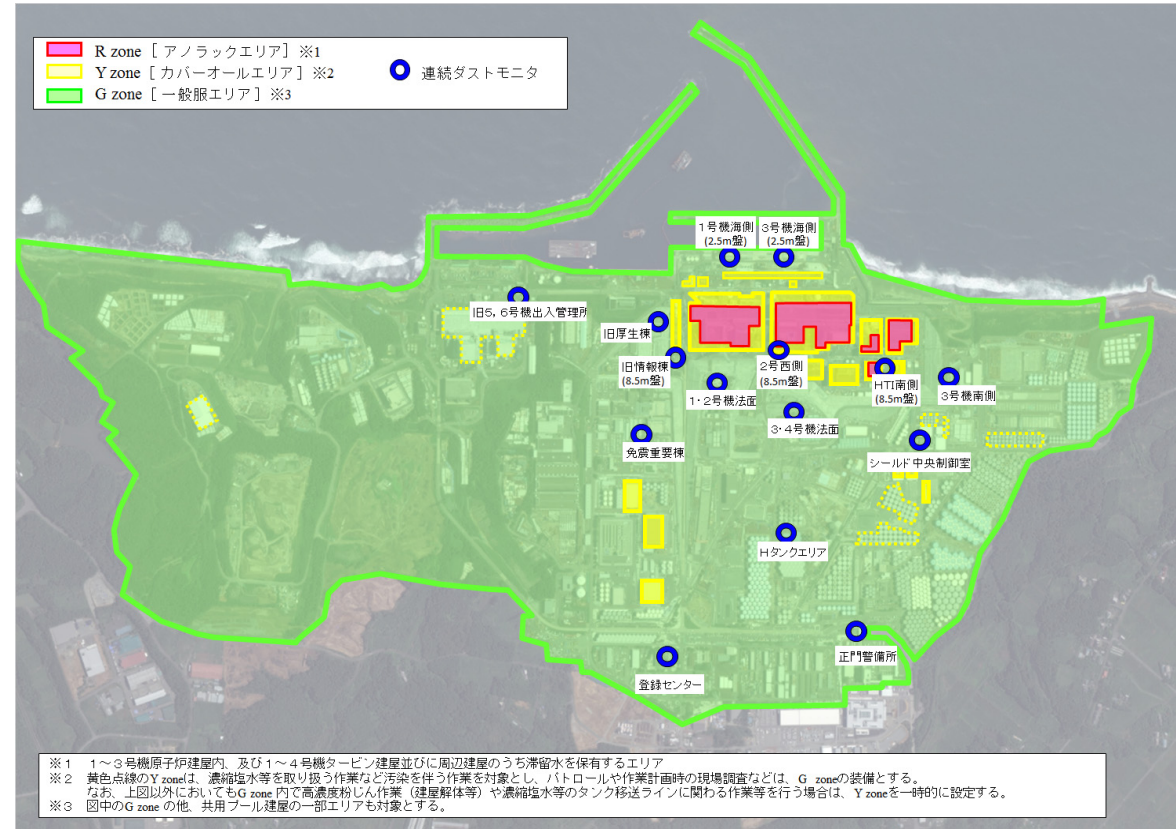 R zone [ アノラックエリア] ※1
Y zone [ カバーオールエリア] ※2
G zone [ 一般服エリア] ※3
連続ダストモニタ
1号機海側
(2.5m盤)
3号機海側
(2.5m盤)
旧5，6号機出入管理所
旧厚生棟
旧情報棟
(8.5m盤)
2号西側
(8.5m盤)
HTI南側
(8.5m盤)
3号機南側
1・2号機法面
3・4号機法面
免震重要棟
シールド中央制御室
Hタンクエリア
正門警備所
登録センター
※1　1～3号機原子炉建屋内、及び1～4号機タービン建屋並びに周辺建屋のうち滞留水を保有するエリア
※2　黄色点線のY zoneは、濃縮塩水等を取り扱う作業など汚染を伴う作業を対象とし、パトロールや作業計画時の現場調査などは、G zoneの装備とする。
なお、上図以外においてもG zone 内で高濃度粉じん作業（建屋解体等）や濃縮塩水等のタンク移送ラインに関わる作業等を行う場合は、Y zoneを一時的に設定する。
※3　図中のG zone の他、共用プール建屋の一部エリアも対象とする。